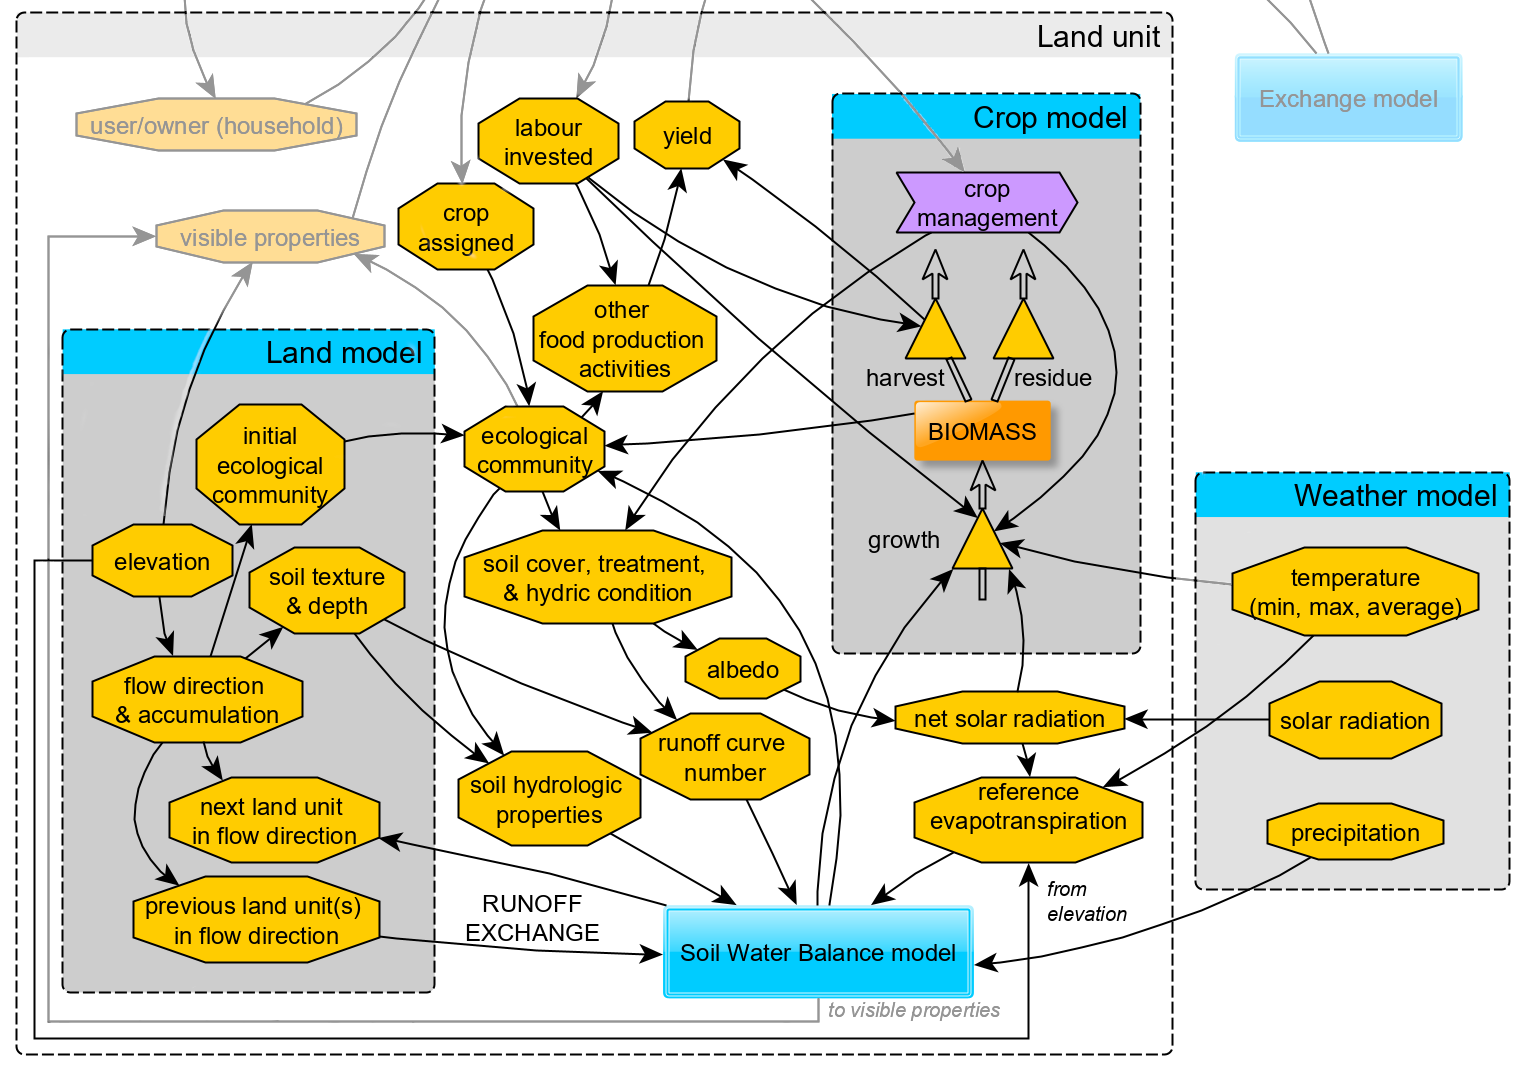 Land unit
Exchange model
user/owner (household)
labour
invested
yield
Crop model
crop
management
crop
assigned
visible properties
other
food production
activities
Land model
harvest
residue
BIOMASS
initial
ecological
community
ecological
community
Weather model
growth
elevation
soil texture
& depth
soil cover, treatment,
& hydric condition
temperature
(min, max, average)
albedo
flow direction
& accumulation
net solar radiation
solar radiation
runoff curve
number
soil hydrologic
properties
next land unit
in flow direction
reference
evapotranspiration
precipitation
previous land unit(s)
in flow direction
RUNOFF
EXCHANGE
from
elevation
Soil Water Balance model
to visible properties